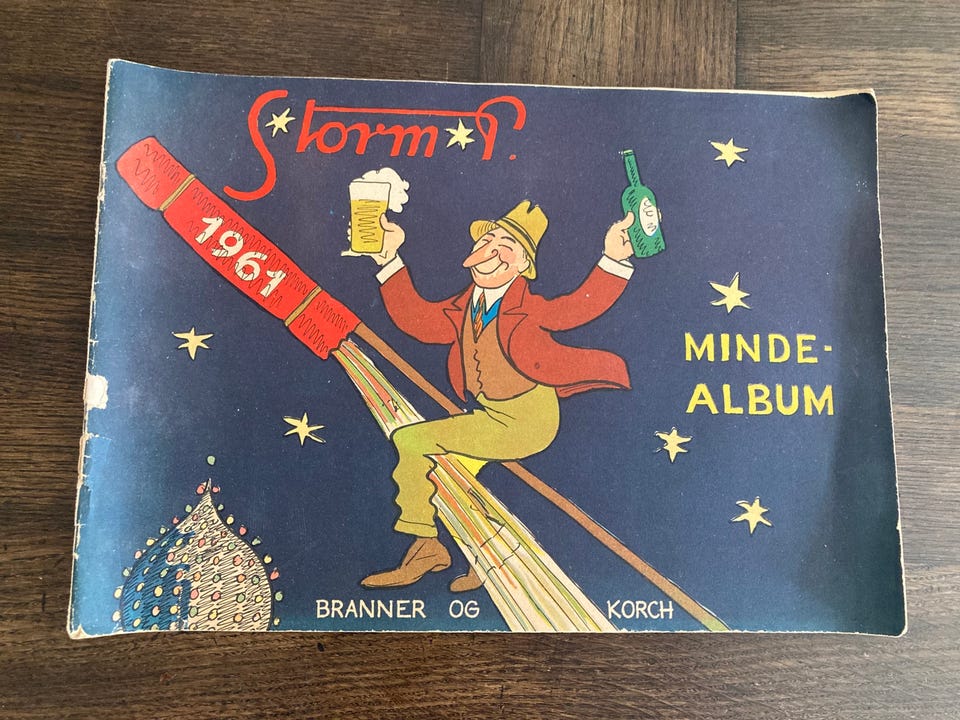 Storm P.
1961
MINDE-
ALBUM
BRANNER OG KORCH